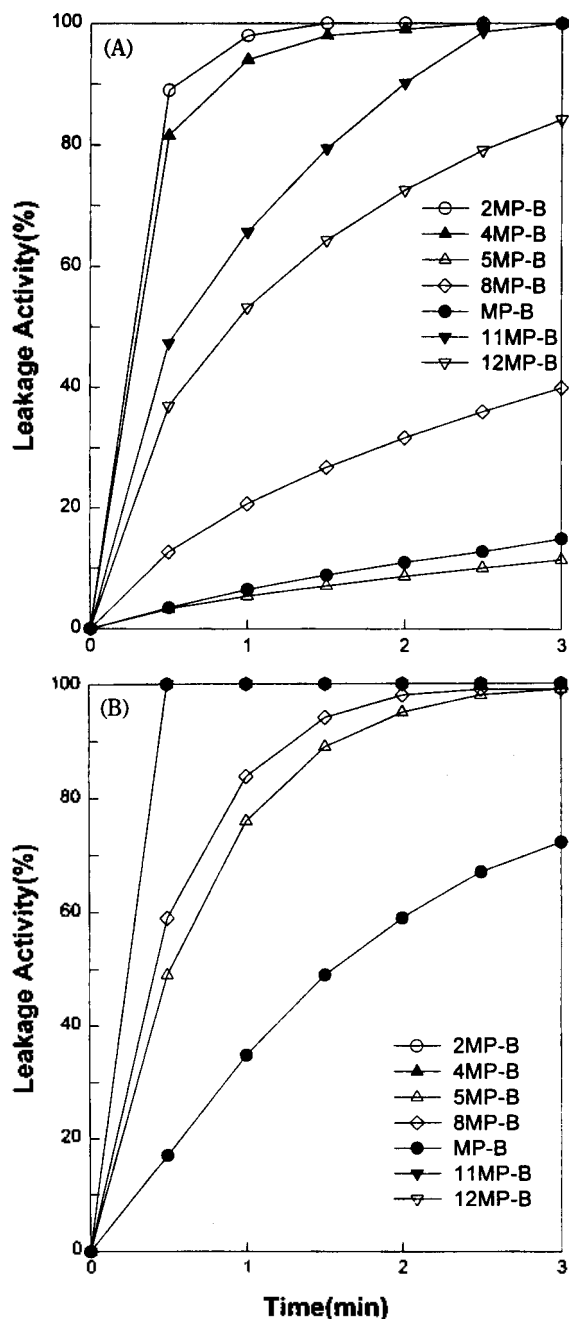 (A)
100
80
60
40
20
0
Leakage Activity(%)
2MP-B
4MP-B
5MP-B
8MP-B
MP-B
11MP-B
12MP-B
0 1 2 3
(B)
100
80
60
40
20
0
Leakage Activity(%)
2MP-B
4MP-B
5MP-B
8MP-B
MP-B
11MP-B
12MP-B
0 1 2 3
Time(min)